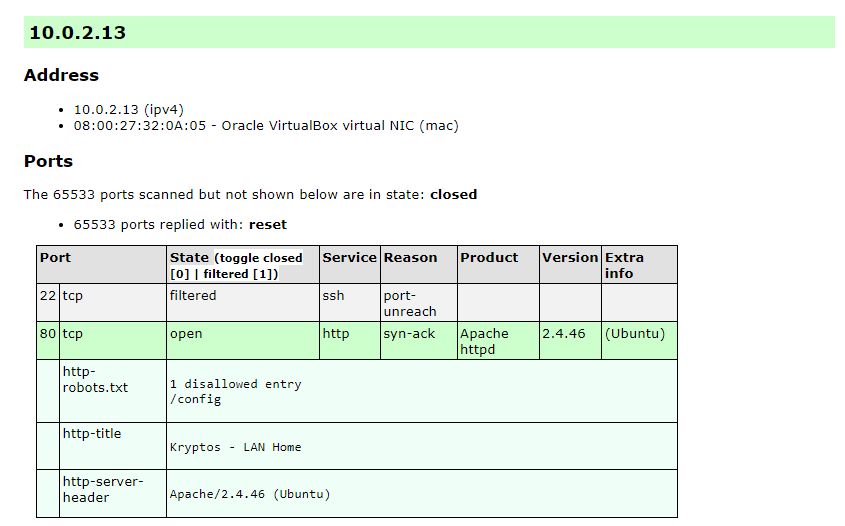 10.0.2.13
Address
10.0.2.13 (ipv4)
08:00:27:32:0A:05 - Oracle VirtualBox virtual NIC (mac)
Ports
The 65533 ports scanned but not shown below are in state: closed
65533 ports replied with: reset
Port State (toggle closed [0] | filtered [1]) Service Reason Product Version Extra info
22 tcp filtered ssh port-unreach
80 tcp open http syn-ack Apache httpd 2.4.46 (Ubuntu)
http-robots.txt
1 disallowed entry
/config
http-title
Kryptos - LAN Home
http-server-header
Apache/2.4.46 (Ubuntu)